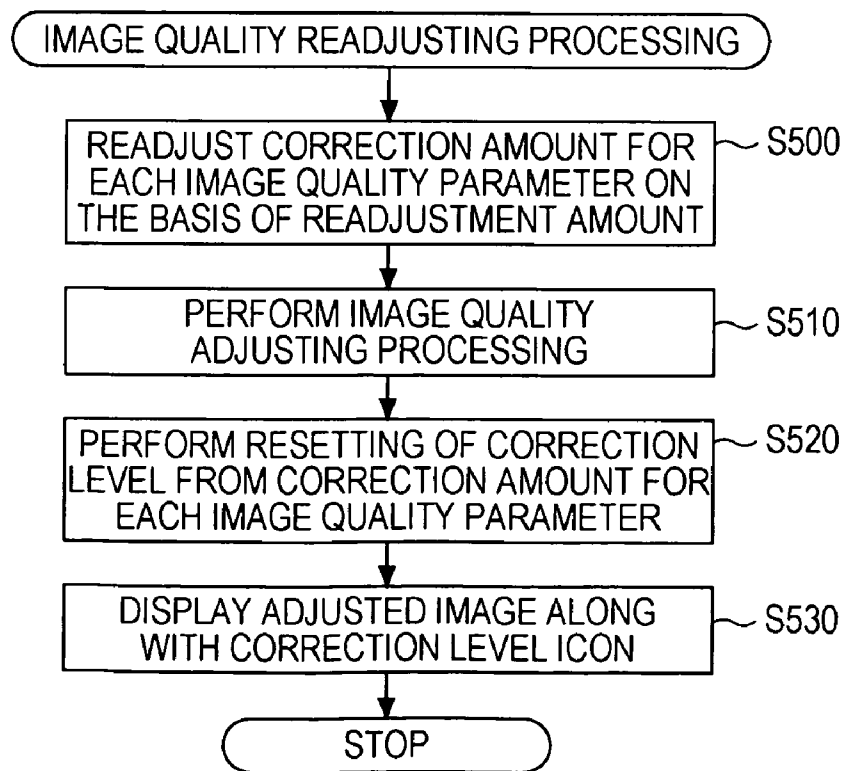 IMAGE QUALITY READJUSTING PROCESSING
READJUST CORRECTION AMOUNT FOR
EACH IMAGE QUALITY PARAMETER ON
THE BASIS OF READJUSTMENT AMOUNT
S500
PERFORM IMAGE QUALITY
ADJUSTING PROCESSING
S510
PERFORM RESETTING OF CORRECTION
LEVEL FROM CORRECTION AMOUNT FOR
EACH IMAGE QUALITY PARAMETER
S520
DISPLAY ADJUSTED IMAGE ALONG
WITH CORRECTION LEVEL ICON
S530
STOP